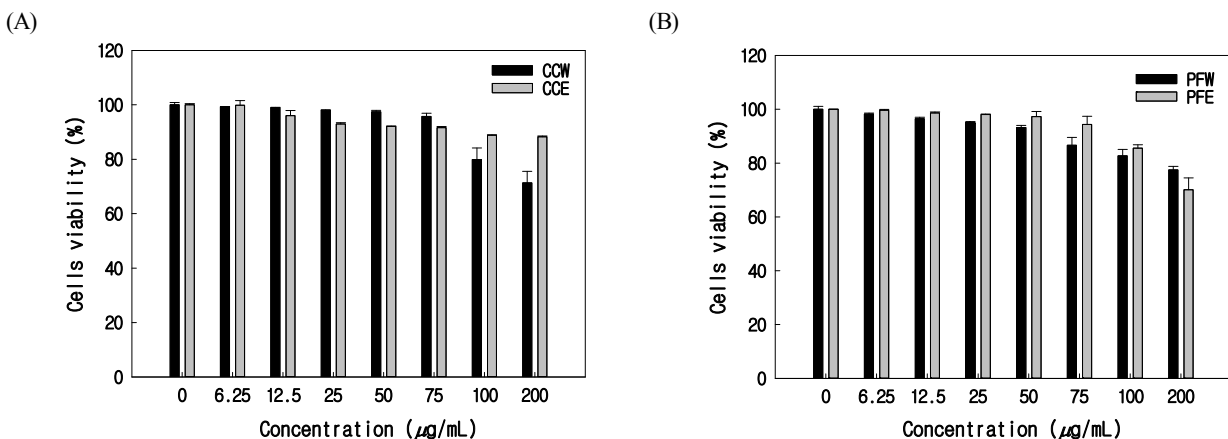 (A)
120
100
80
60
40
20
0
Cells viability (%)
CCW
CCE
0 6.25 12.5 25 50 75 100 200
Concentration (μg/mL)
(B)
120
100
80
60
40
20
0
Cells viability (%)
PFW
PFE
0 6.25 12.5 25 50 75 100 200
Concentration (μg/mL)